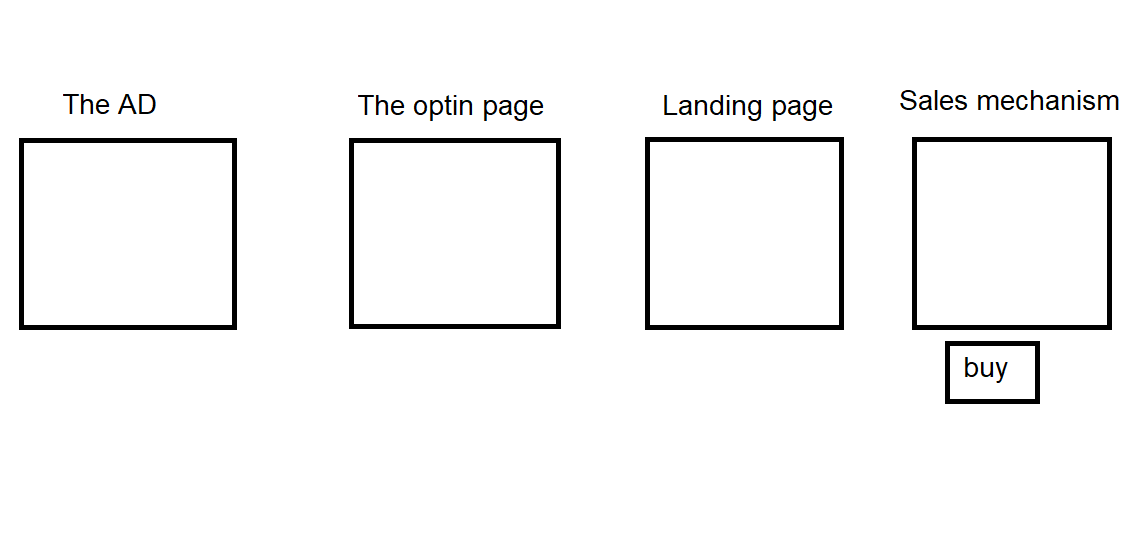 The AD
The optin page
Landing page
Sales mechanism
buy